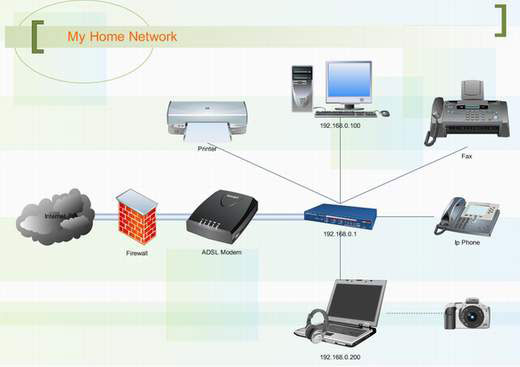 My Home Network
192.168.0.100
Printer
Fax
Internet
Firewall
ADSL Modem
192.168.0.1
Ip Phone
192.168.0.200